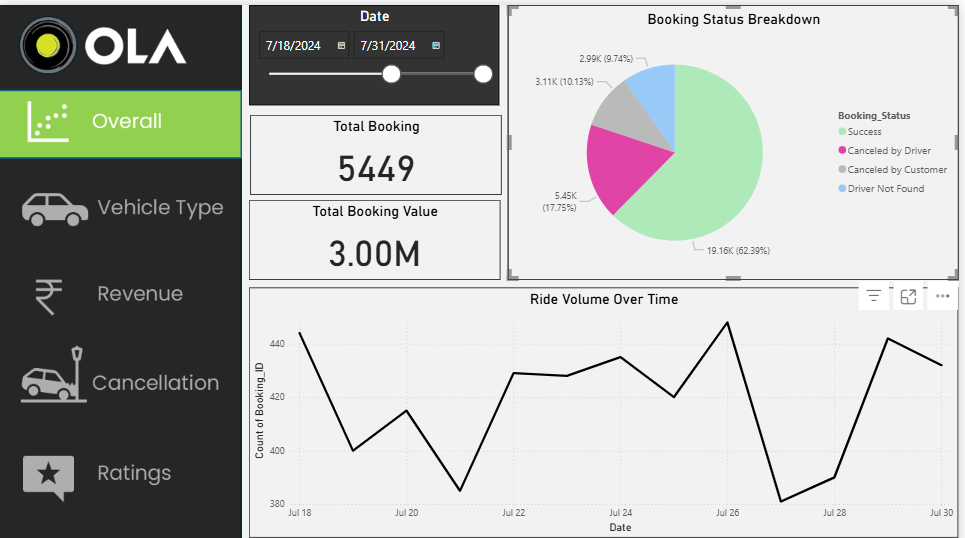 OLA
Overall
Vehicle Type
Revenue
Cancellation
Ratings
Date
7/18/2024
7/31/2024
Total Booking
5449
Total Booking Value
3.00M
Booking Status Breakdown
2.99K (9.74%)
3.11K (10.13%)
5.45K
(17.75%)
19.16K (62.39%)
Booking_Status
Success
Canceled by Driver
Canceled by Customer
Driver Not Found
Ride Volume Over Time
Count of Booking_ID
440
420
400
380
Jul 18
Jul 20
Jul 22
Jul 24
Jul 26
Jul 28
Jul 30
Date